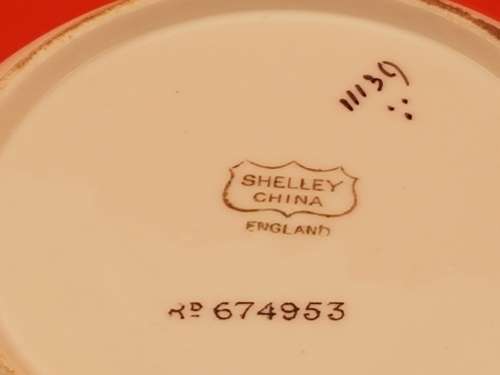 11139
SHELLEY
CHINA
ENGLAND
RD 674953